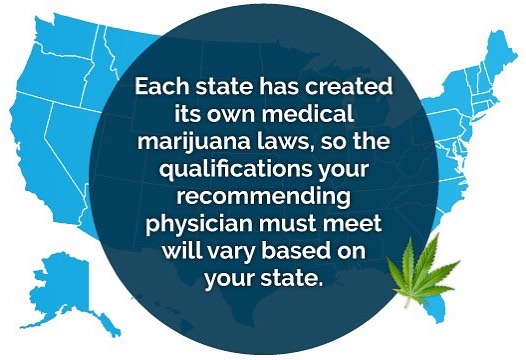 Each state has created
its own medical
marijuana laws, so the
qualifications your
recommending
physician must meet
will vary based on
your state.